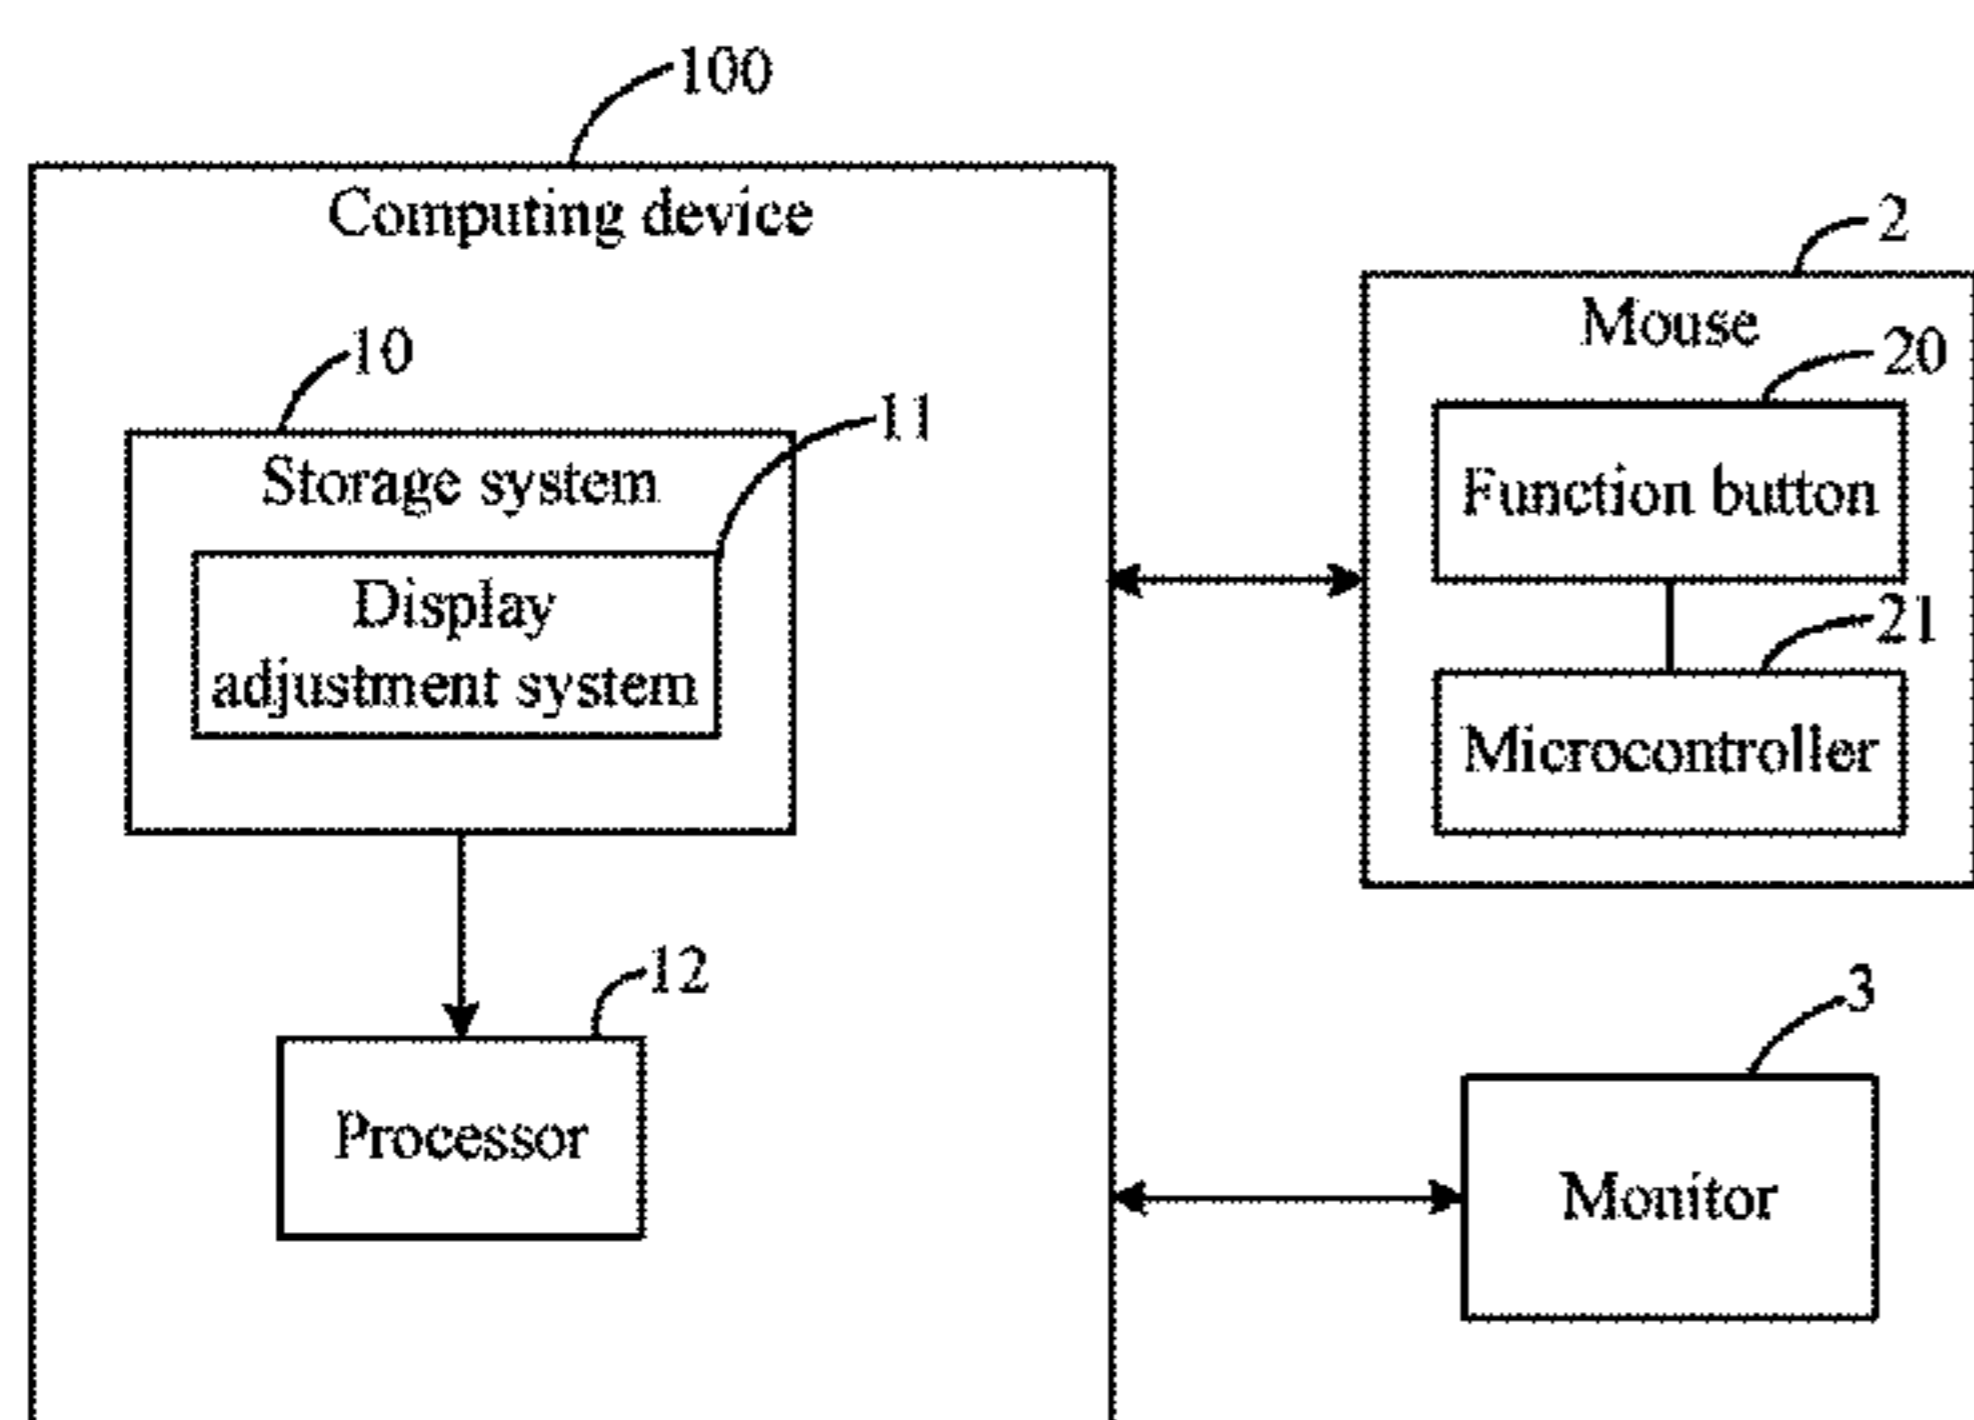 100
Computing device
10
11
Storage system
Display
adjustment system
12
Processor
2
Mouse
20
Function button
21
Microcontroller
3
Monitor